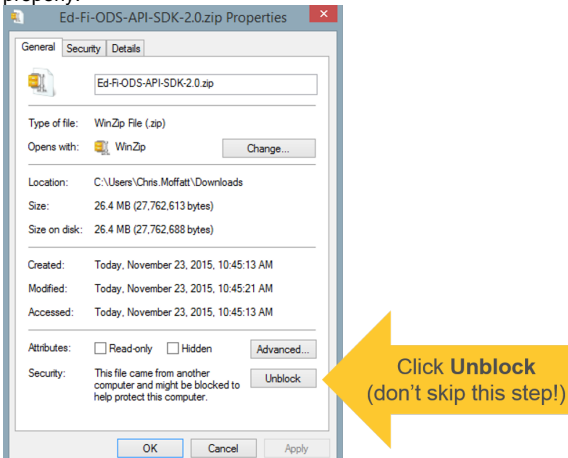 properly.
Ed-Fi-ODS-API-SDK-2.0.zip Properties
General Security Details
Ed-Fi-ODS-API-SDK-2.0.zip
Type of file: WinZip File (.zip)
Opens with: WinZip Change...
Location: C:\Users\Chris.Moffatt\Downloads
Size: 26.4 MB (27,762,613 bytes)
Size on disk: 26.4 MB (27,762,688 bytes)
Created: Today, November 23, 2015, 10:45:13 AM
Modified: Today, November 23, 2015, 10:45:21 AM
Accessed: Today, November 23, 2015, 10:45:13 AM
Attributes: Read-only Hidden Advanced...
Security: This file came from another
computer and might be blocked to
help protect this computer.
Unblock
Click Unblock
(don't skip this step!)
OK Cancel Apply